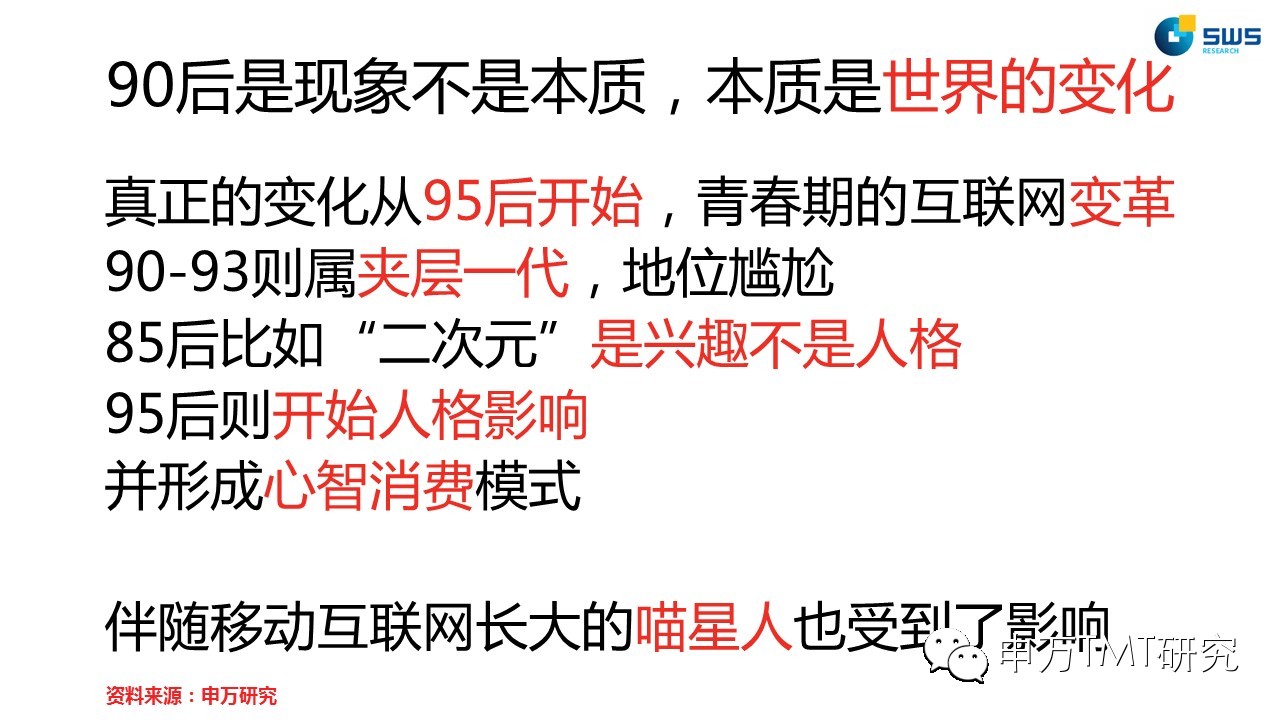 SWS
RESEARCH
90后是现象不是本质，本质是世界的变化
真正的变化从95后开始，青春期的互联网变革
90-93则属夹层一代，地位尴尬
85后比如“二次元”是兴趣不是人格
95后则开始人格影响
并形成心智消费模式
伴随移动互联网长大的喵星人也受到了影响
申万TMT研究
资料来源：申万研究